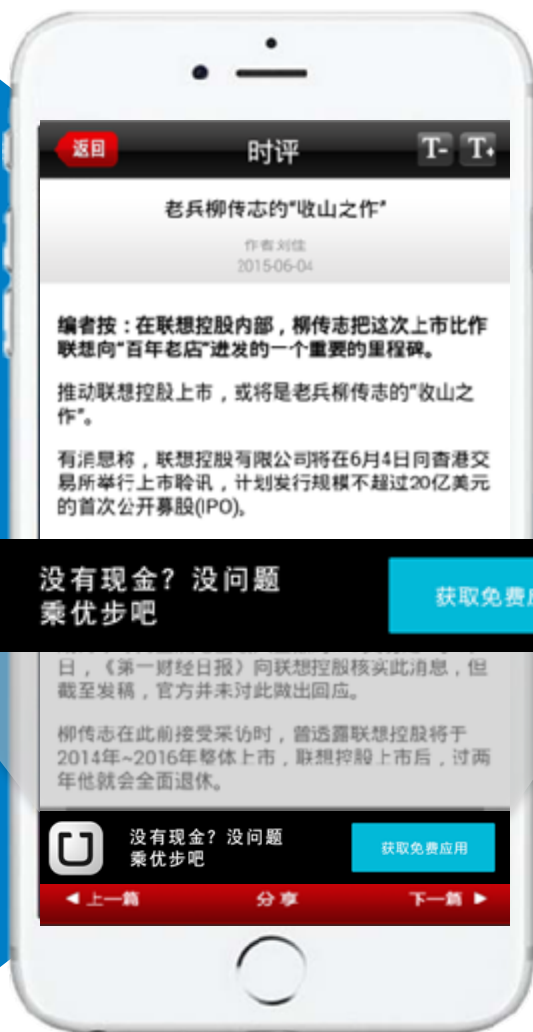 返回
时评
T- T+
老兵柳传志的“收山之作”
作者 刘佳
2015-06-04
编者按：在联想控股内部，柳传志把这次上市比作
联想向“百年老店”进发的一个重要的里程碑。
推动联想控股上市，或将是老兵柳传志的“收山之
作”。
有消息称，联想控股有限公司将在6月4日向香港交
易所举行上市聆讯，计划发行规模不超过20亿美元
的首次公开募股(IPO)。
没有现金？没问题
乘优步吧
获取免费应
日，《第一财经日报》向联想控股核实此消息，但
截至发稿，官方并未对此做出回应。
柳传志在此前接受采访时，曾透露联想控股将于
2014年~2016年整体上市，联想控股上市后，过两
年他就会全面退休。
没有现金？没问题
乘优步吧
获取免费应用
上一篇
分享
下一篇